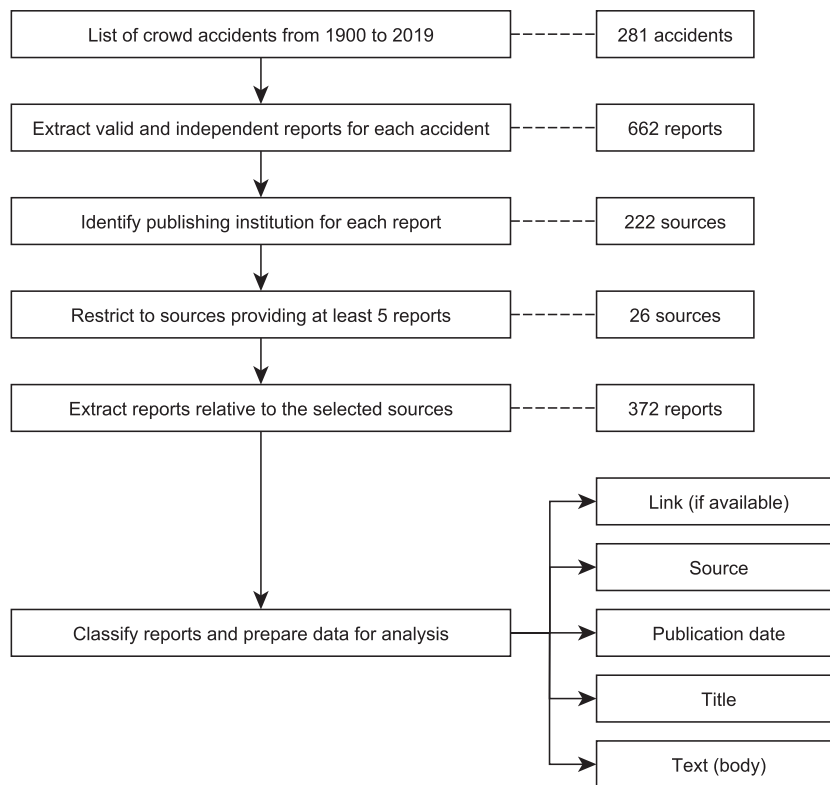 List of crowd accidents from 1900 to 2019
281 accidents
Extract valid and independent reports for each accident
662 reports
Identify publishing institution for each report
222 sources
Restrict to sources providing at least 5 reports
26 sources
Extract reports relative to the selected sources
372 reports
Classify reports and prepare data for analysis
Link (if available)
Source
Publication date
Title
Text (body)